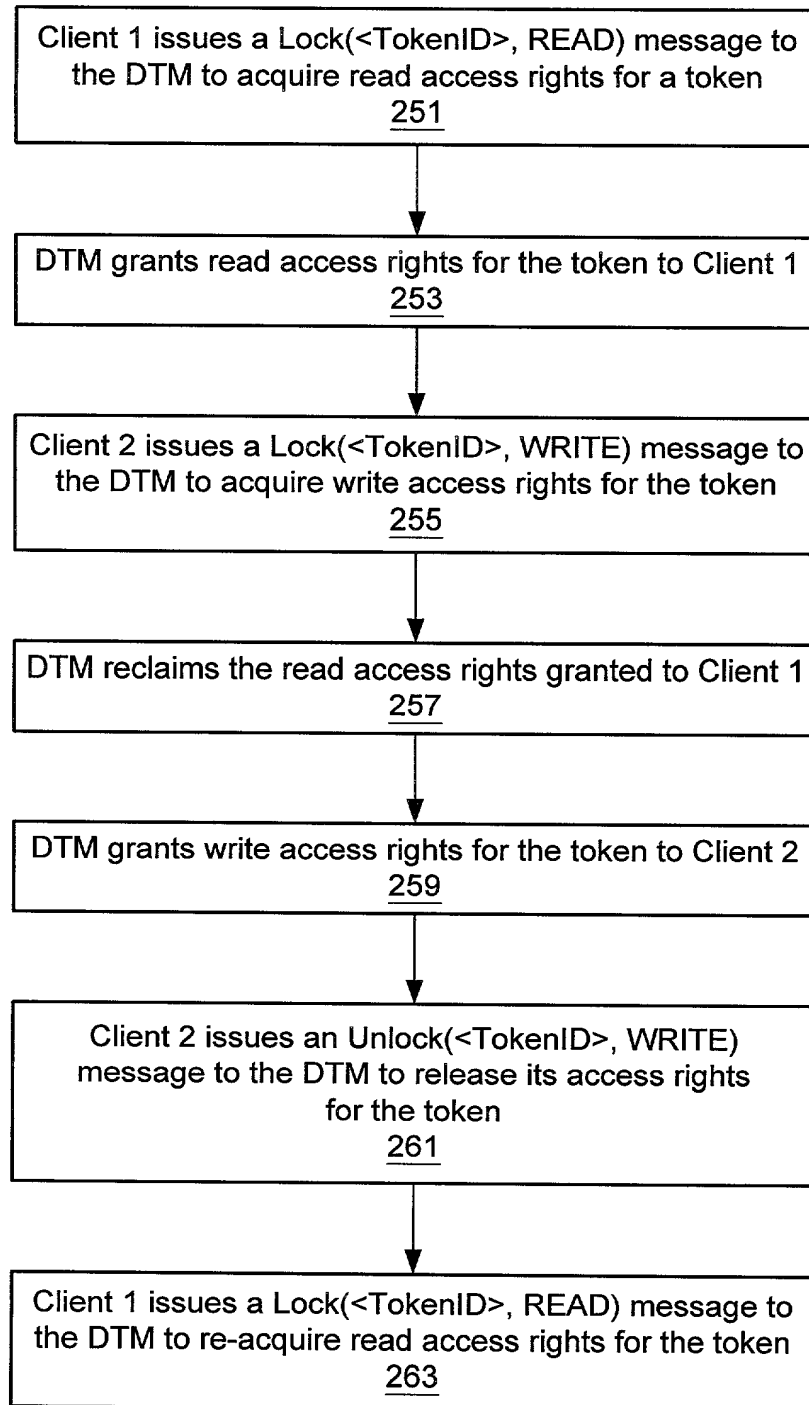 Client 1 issues a Lock(<TokenID>, READ) message to
the DTM to acquire read access rights for a token
251
DTM grants read access rights for the token to Client 1
253
Client 2 issues a Lock(<TokenID>, WRITE) message to
the DTM to acquire write access rights for the token
255
DTM reclaims the read access rights granted to Client 1
257
DTM grants write access rights for the token to Client 2
259
Client 2 issues an Unlock(<TokenID>, WRITE)
message to the DTM to release its access rights
for the token
261
Client 1 issues a Lock(<TokenID>, READ) message to
the DTM to re-acquire read access rights for the token
263